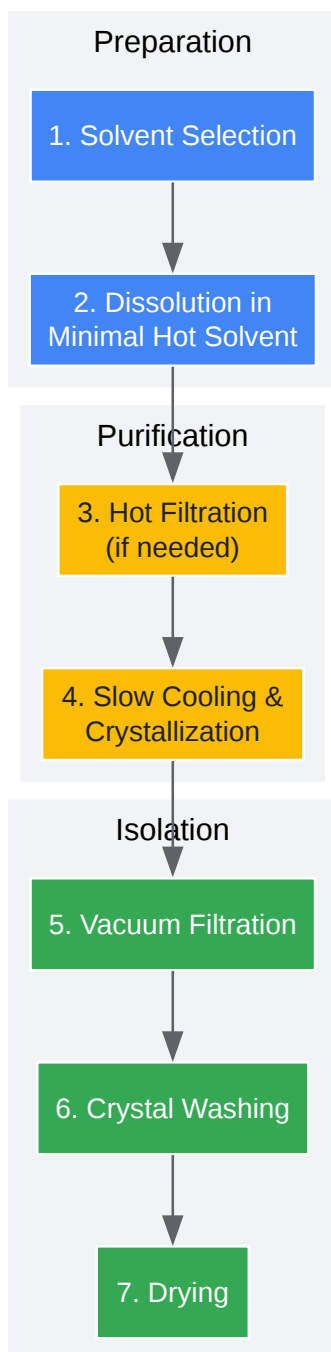 Preparation
1. Solvent Selection
2. Dissolution in
Minimal Hot Solvent
Purification
3. Hot Filtration
(if needed)
4. Slow Cooling &
Crystallization
Isolation
5. Vacuum Filtration
6. Crystal Washing
7. Drying